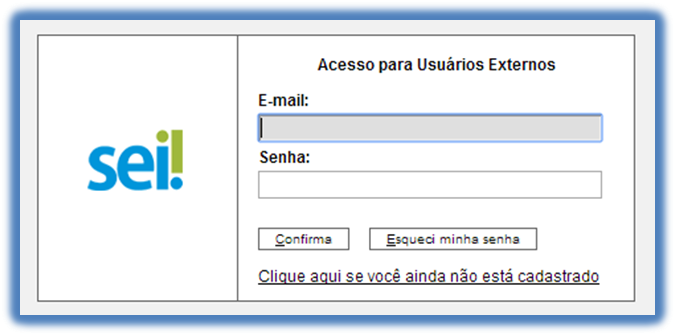 sei!
Acesso para Usuários Externos
E-mail:
Senha:
Confirma
Esqueci minha senha
Clique aqui se você ainda não está cadastrado